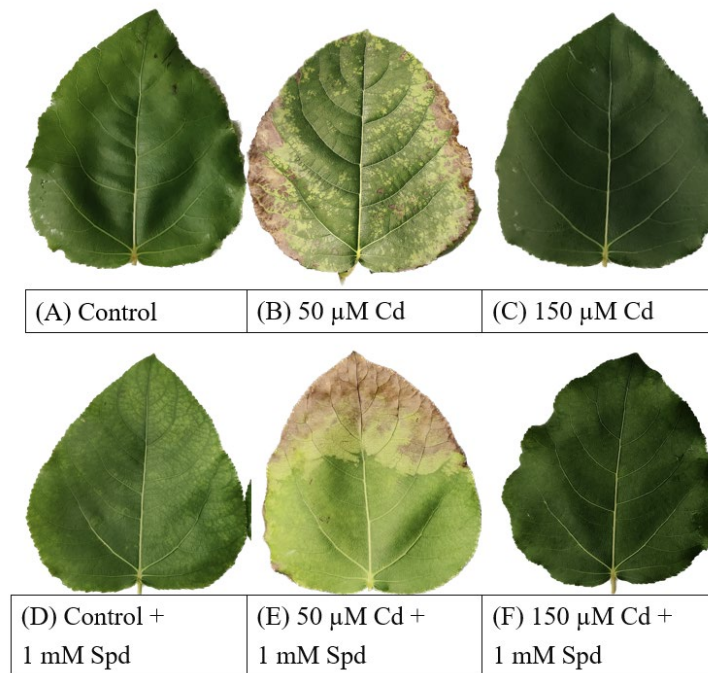 (A) Control
(B) 50 µM Cd
(C) 150 µM Cd
(D) Control +
1 mM Spd
(E) 50 µM Cd +
1 mM Spd
(F) 150 µM Cd +
1 mM Spd